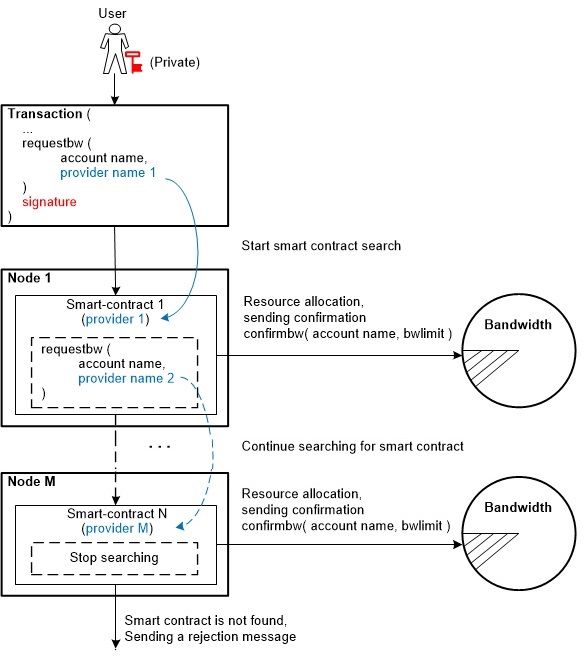 User
(Private)
Transaction (
...
requestbw (
account name,
provider name 1
)
signature
)
Start smart contract search
Node 1
Smart-contract 1
(provider 1)
requestbw (
account name,
provider name 2
)
Resource allocation,
sending confirmation
confirmbw( account name, bwlimit )
Bandwidth
...
Continue searching for smart contract
Node M
Smart-contract N
(provider M)
Stop searching
Resource allocation,
sending confirmation
confirmbw( account name, bwlimit )
Bandwidth
Smart contract is not found,
Sending a rejection message